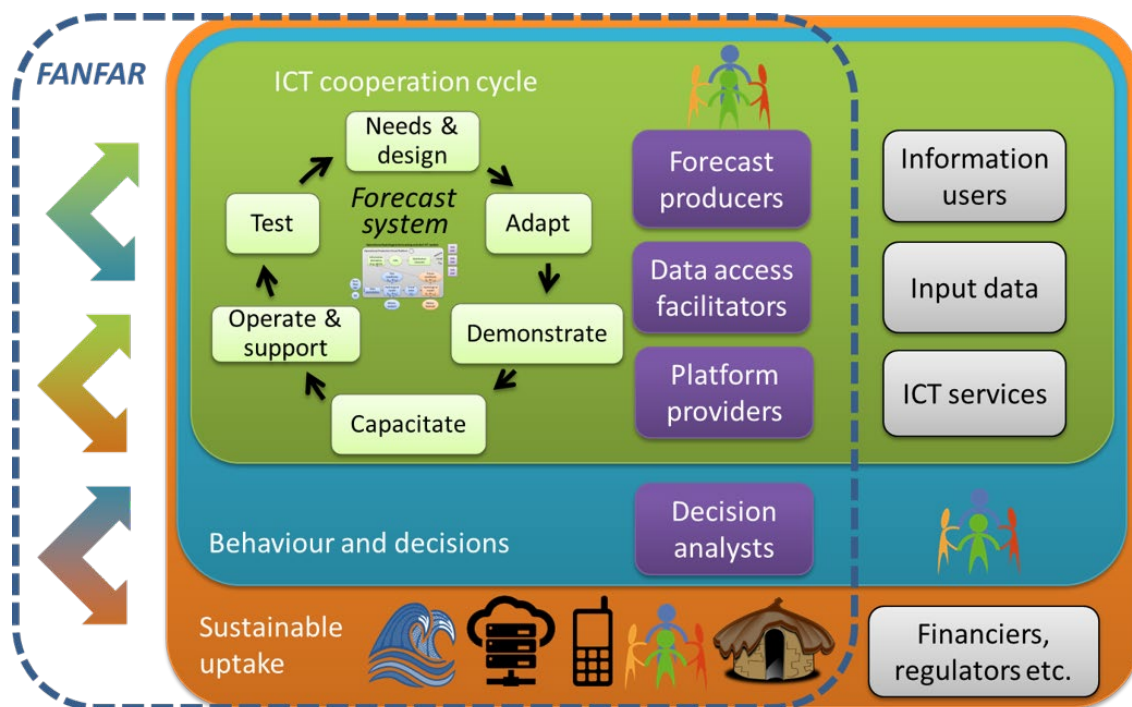 FANFAR
ICT cooperation cycle
Needs &
design
Adapt
Demonstrate
Capacitate
Operate &
support
Test
Forecast
system
Forecast
producers
Data access
facilitators
Platform
providers
Information
users
Input data
ICT services
Behaviour and decisions
Decision
analysts
Sustainable
uptake
Financiers,
regulators etc.